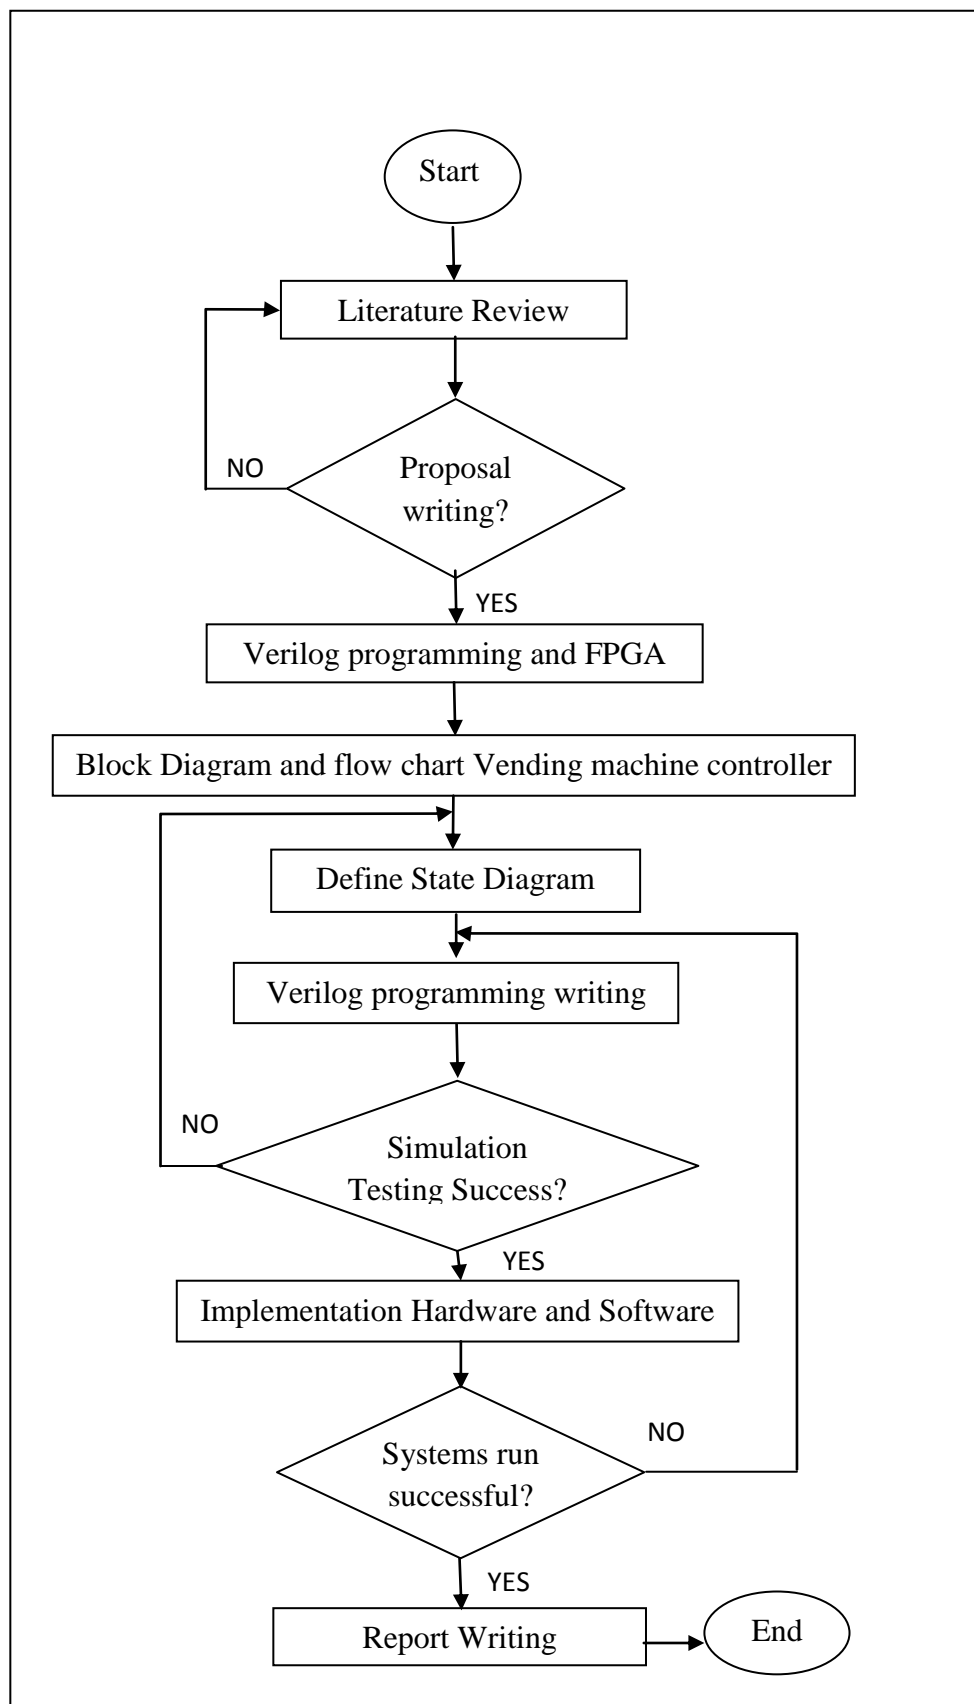 Start
Literature Review
NO
Proposal
writing?
YES
Verilog programming and FPGA
Block Diagram and flow chart Vending machine controller
Define State Diagram
Verilog programming writing
NO
Simulation
Testing Success?
YES
Implementation Hardware and Software
NO
Systems run
successful?
YES
Report Writing
End